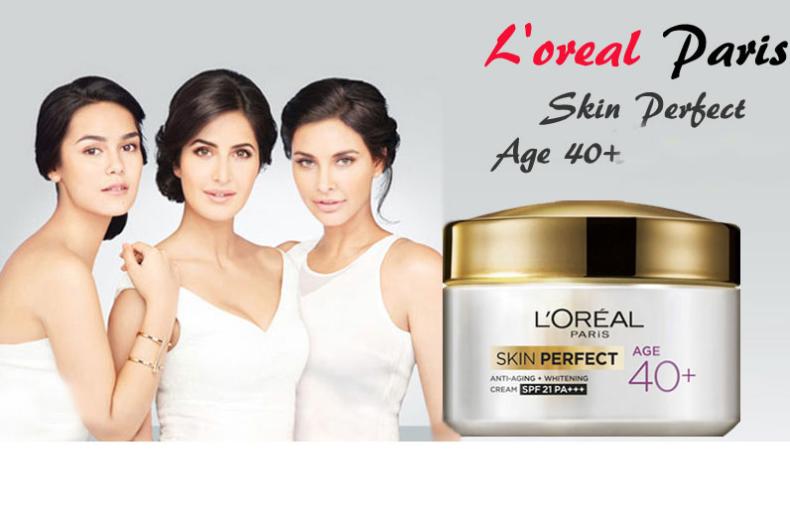 L'oreal Paris
Skin Perfect
Age 40+
L'ORÉAL
PARIS
SKIN PERFECT
AGE
40+
ANTI-AGING + WHITENING
CREAM SPF 21 PA+++